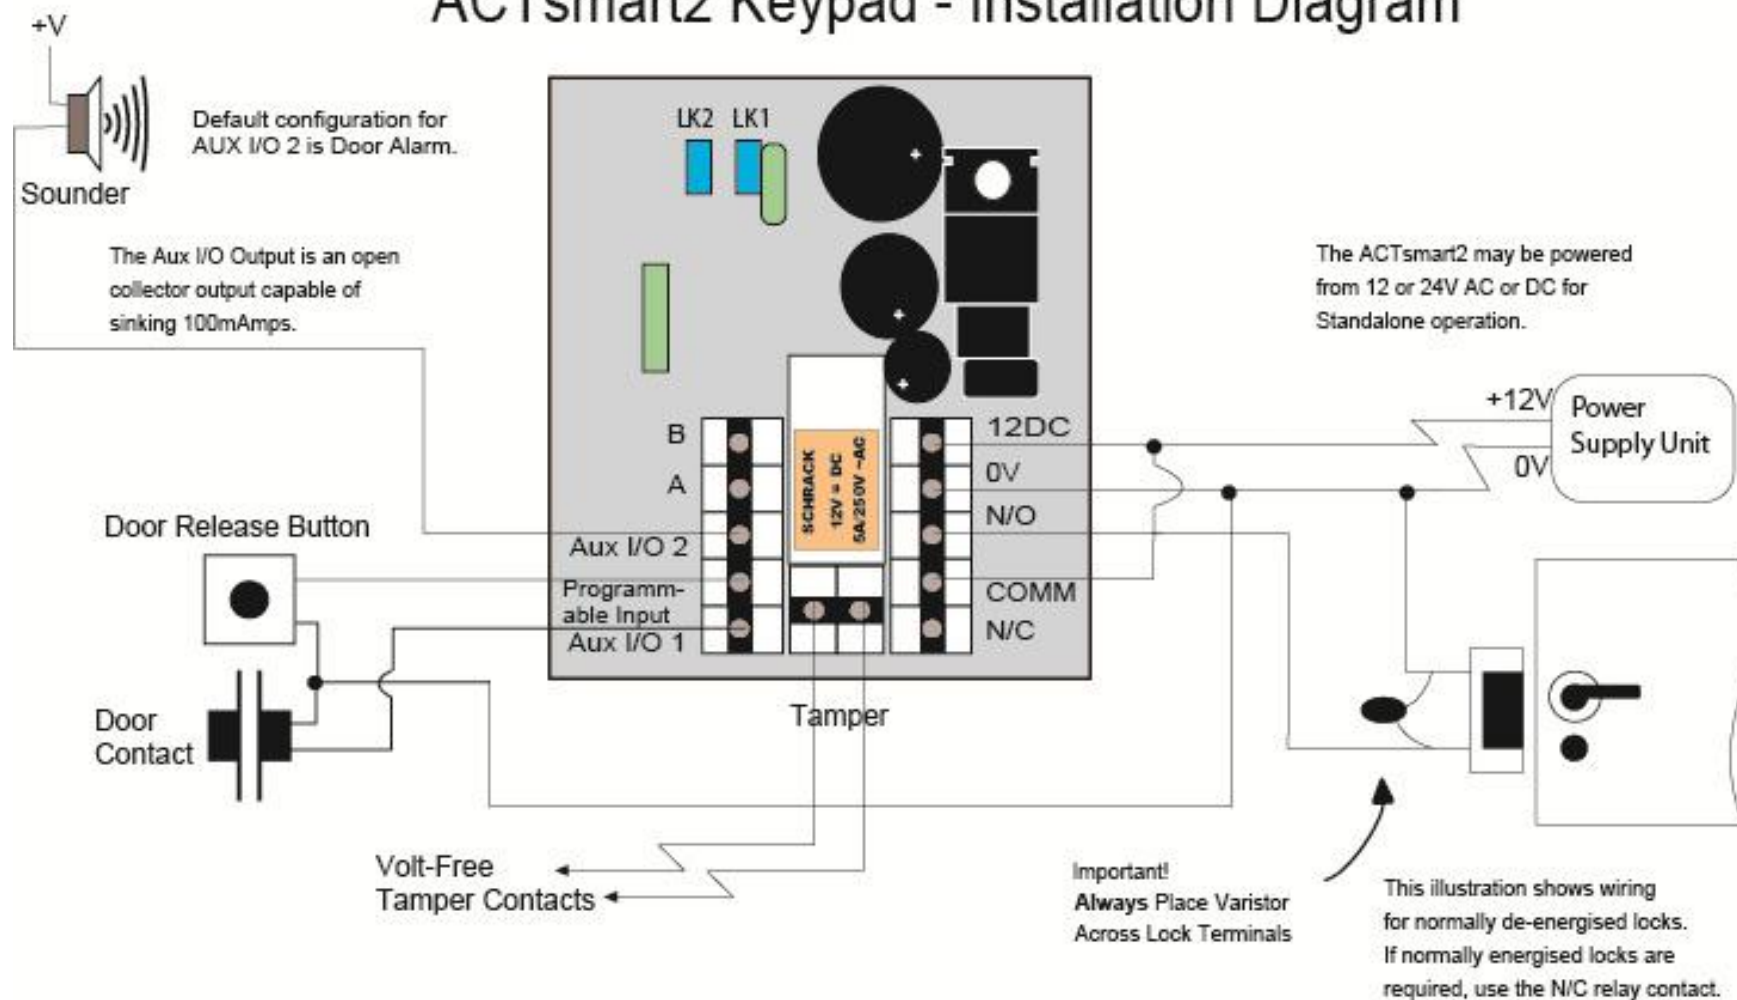 ACTsmart2 Keypad - Installation Diagram
+V
Default configuration for
AUX I/O 2 is Door Alarm.
Sounder
The Aux I/O Output is an open
collector output capable of
sinking 100mAmps.
LK2 LK1
The ACTsmart2 may be powered
from 12 or 24V AC or DC for
Standalone operation.
+12V
0V
Power
Supply Unit
B
A
Aux I/O 2
Programm-
able Input
Aux I/O 1
SCHRACK
12V = DC
5A/250V ~AC
12DC
0V
N/O
COMM
N/C
Door Release Button
Door
Contact
Tamper
Volt-Free
Tamper Contacts
Important!
Always Place Varistor
Across Lock Terminals
This illustration shows wiring
for normally de-energised locks.
If normally energised locks are
required, use the N/C relay contact.